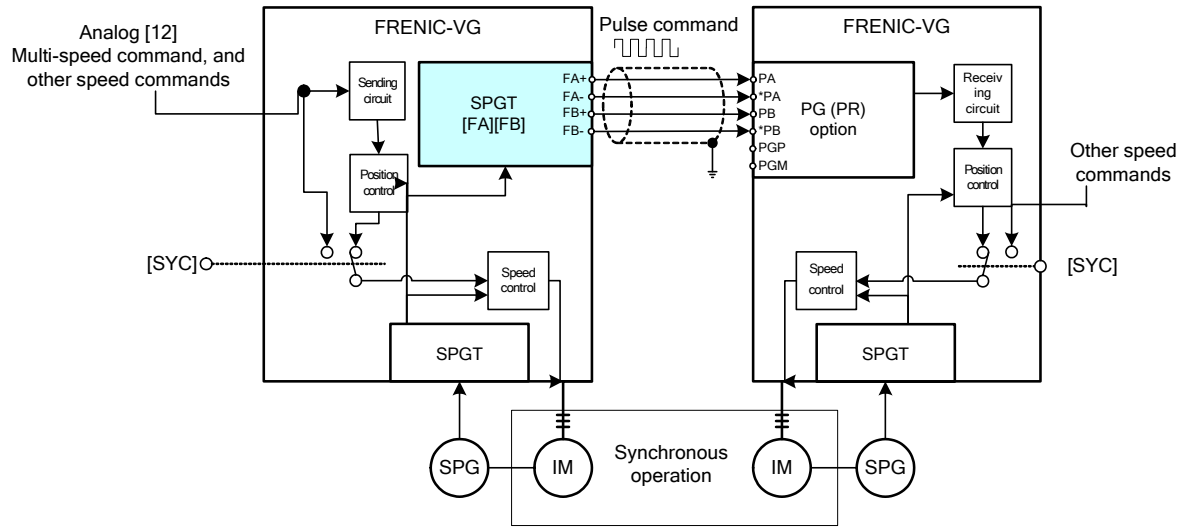 Analog [12]
Multi-speed command, and
other speed commands
FRENIC-VG
Sending
circuit
SPGT
[FA][FB]
FA+
FA-
FB+
FB-
Position
control
[SYC]
Speed
control
SPGT
Pulse command
FRENIC-VG
PA
*PA
PB
*PB
PGP
PGM
PG (PR)
option
Receiv
ing
circuit
Position
control
Other speed
commands
[SYC]
Speed
control
SPGT
SPG
IM
Synchronous
operation
IM
SPG